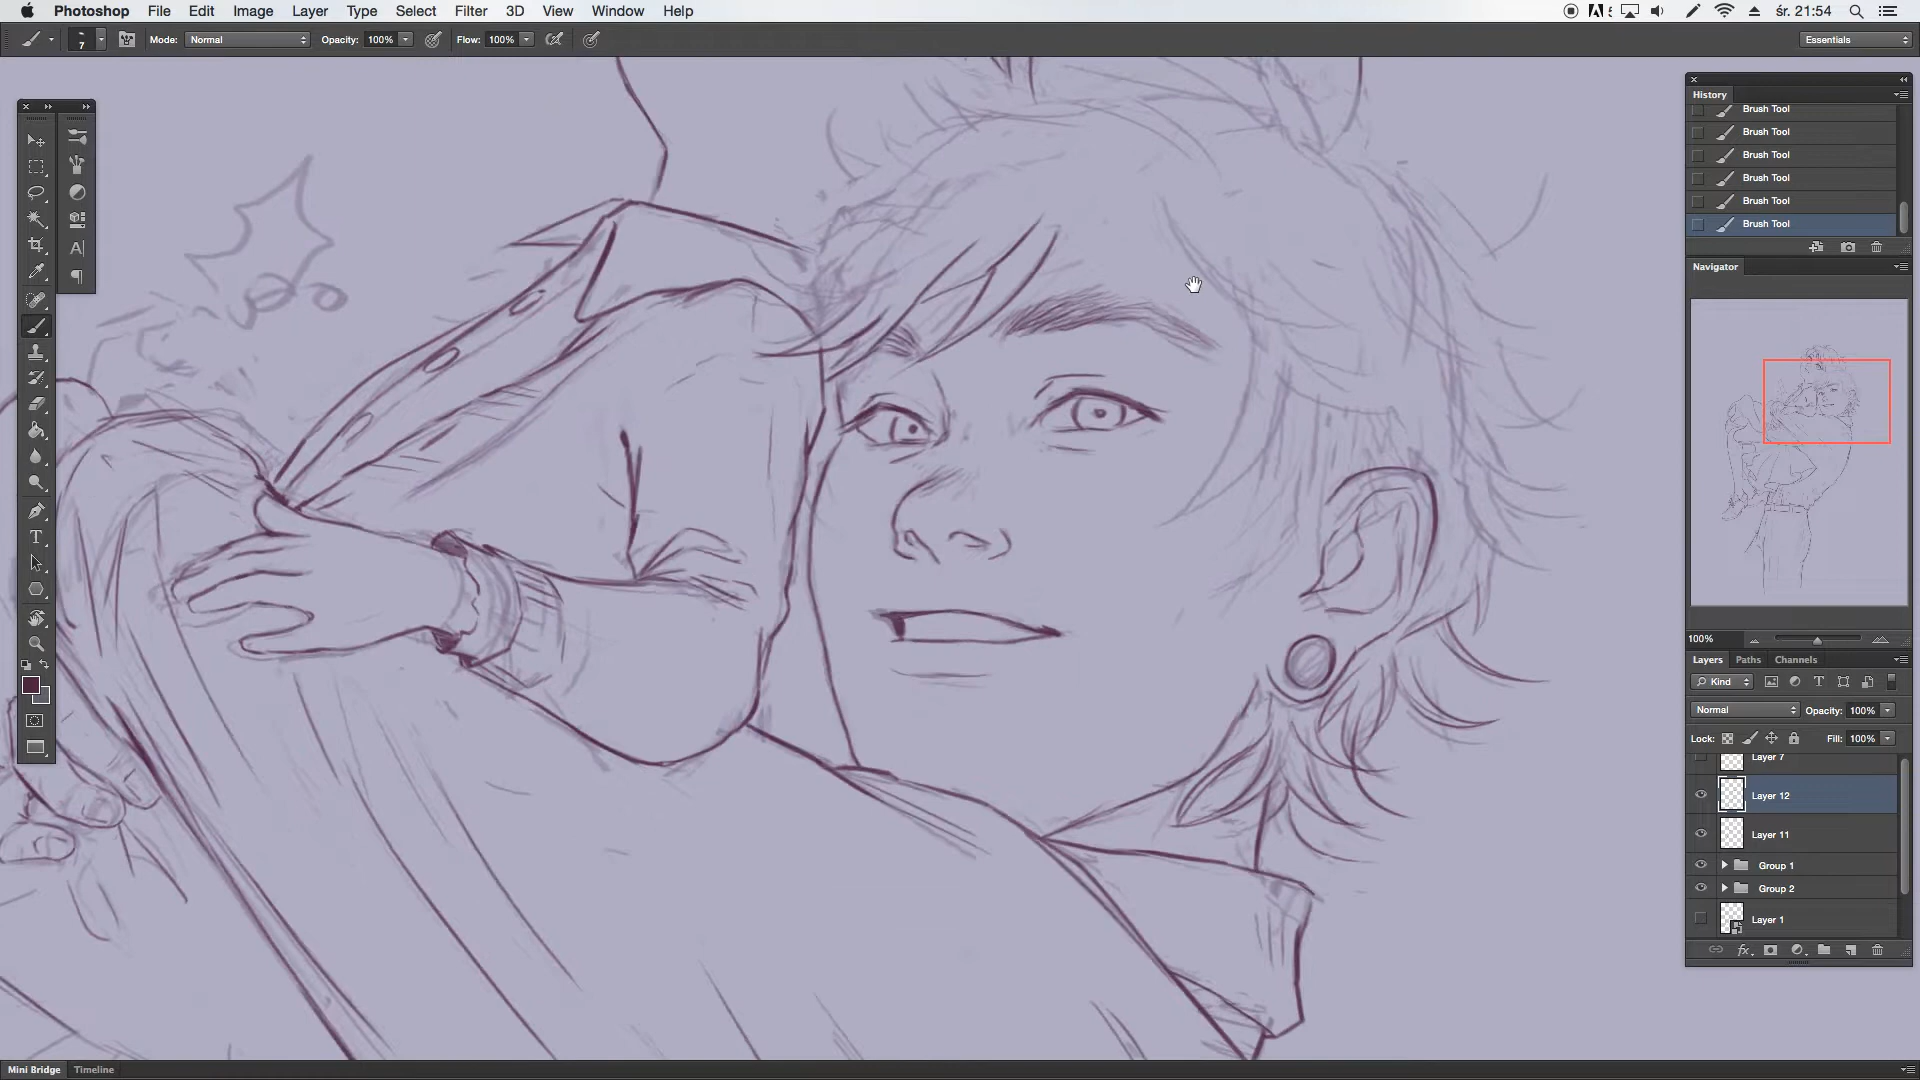 Photoshop File Edit Image Layer Type Select Filter 3D View Window Help śr. 21:54
7 Mode: Normal Opacity: 100% Flow: 100% Essentials
History
Brush Tool
Brush Tool
Brush Tool
Brush Tool
Brush Tool
Brush Tool
Navigator
100%
Layers Paths Channels
Kind
Normal Opacity: 100%
Lock: Fill: 100%
Layer 7
Layer 12
Layer 11
Group 1
Group 2
Layer 1
Mini Bridge Timeline